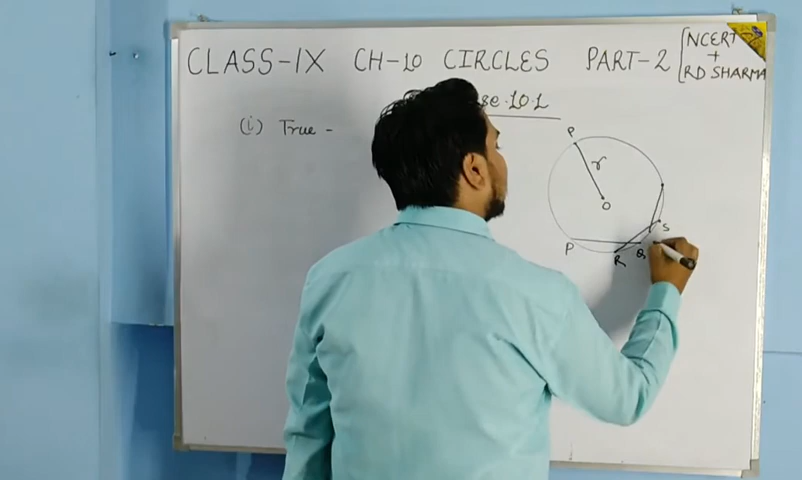 CLASS-IX CH-10 CIRCLES PART-2 [NCERT
+
RD SHARMA
se.10.1
(i) True -
P
r
O
S
P
Q
R